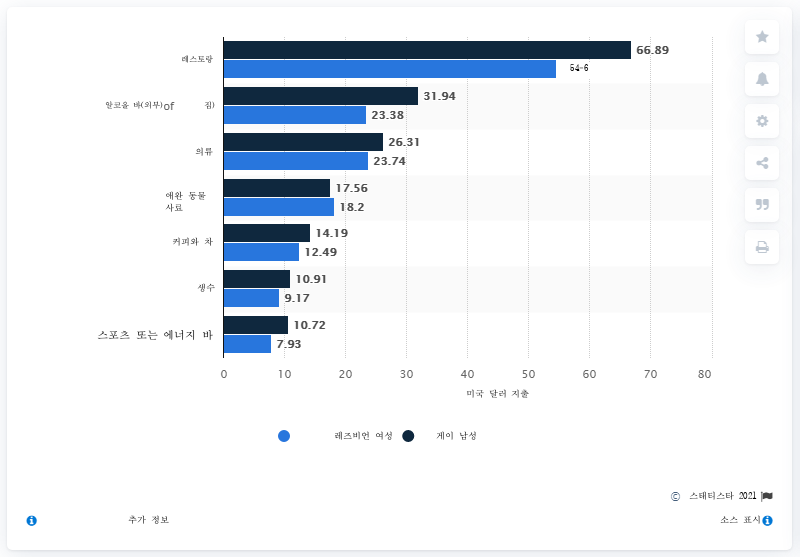 레스토랑
66.89
54-6
알코올 바(외부)of 집)
31.94
23.38
의류
26.31
23.74
애완 동물
사료
17.56
18.2
커피와 차
14.19
12.49
생수
10.91
9.17
스포츠 또는 에너지 바
10.72
7.93
0 10 20 30 40 50 60 70 80
미국 달러 지출
레즈비언 여성 게이 남성
© 스태티스타 2021
추가 정보 소스 표시